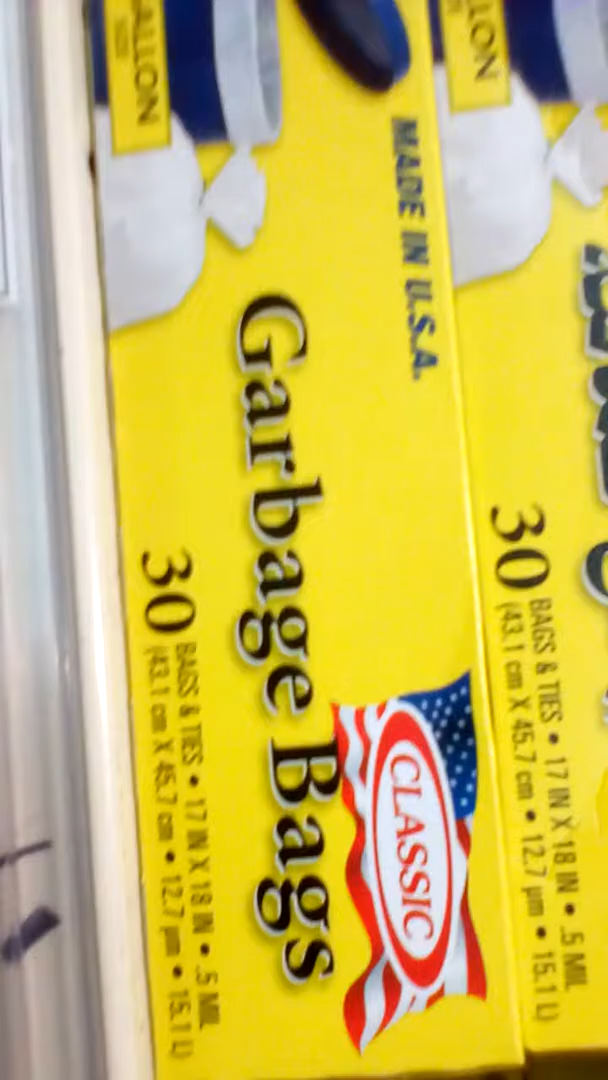 ALLON
MADE IN U.S.A.
Garbage Bags
CLASSIC
30 BAGS & TIES • 17 IN X 18 IN • .5 MIL
(43.1 cm X 45.7 cm • 12.7 µm • 15.1 L)
LLON
30 BAGS & TIES • 17 IN X 18 IN • .5 MIL
(43.1 cm X 45.7 cm • 12.7 µm • 15.1 L)